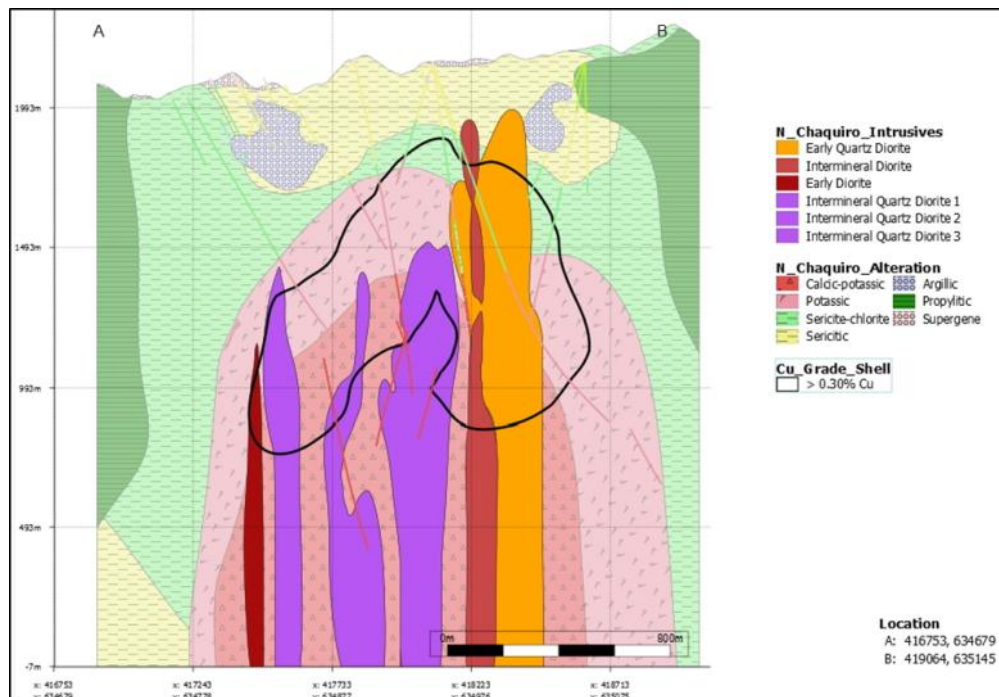 A B
1993m
1493m
993m
493m
-7m
N_Chaquiro_Intrusives
Early Quartz Diorite
Intermineral Diorite
Early Diorite
Intermineral Quartz Diorite 1
Intermineral Quartz Diorite 2
Intermineral Quartz Diorite 3
N_Chaquiro_Alteration
Calcic-potassic Argillic
Potassic Propylitic
Sericite-chlorite Supergene
Sericitic
Cu_Grade_Shell
> 0.30% Cu
0m 800m
Location
A: 416753, 634679
B: 419064, 635145
x: 416753 x: 417243 x: 417733 x: 418223 x: 418713